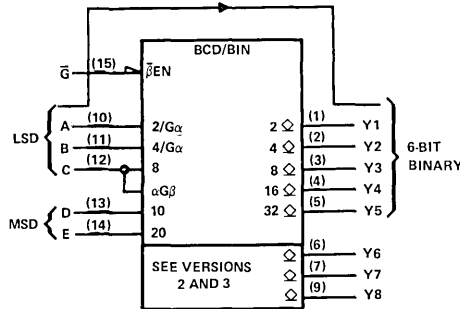 BCD/BIN
G̅ (15) β̅EN
LSD
A (10) 2/Gα
B (11) 4/Gα
C (12) 8
αGβ
MSD
D (13) 10
E (14) 20
2 (1) Y1
4 (2) Y2
8 (3) Y3
16 (4) Y4
32 (5) Y5
6-BIT
BINARY
SEE VERSIONS
2 AND 3
(6) Y6
(7) Y7
(9) Y8